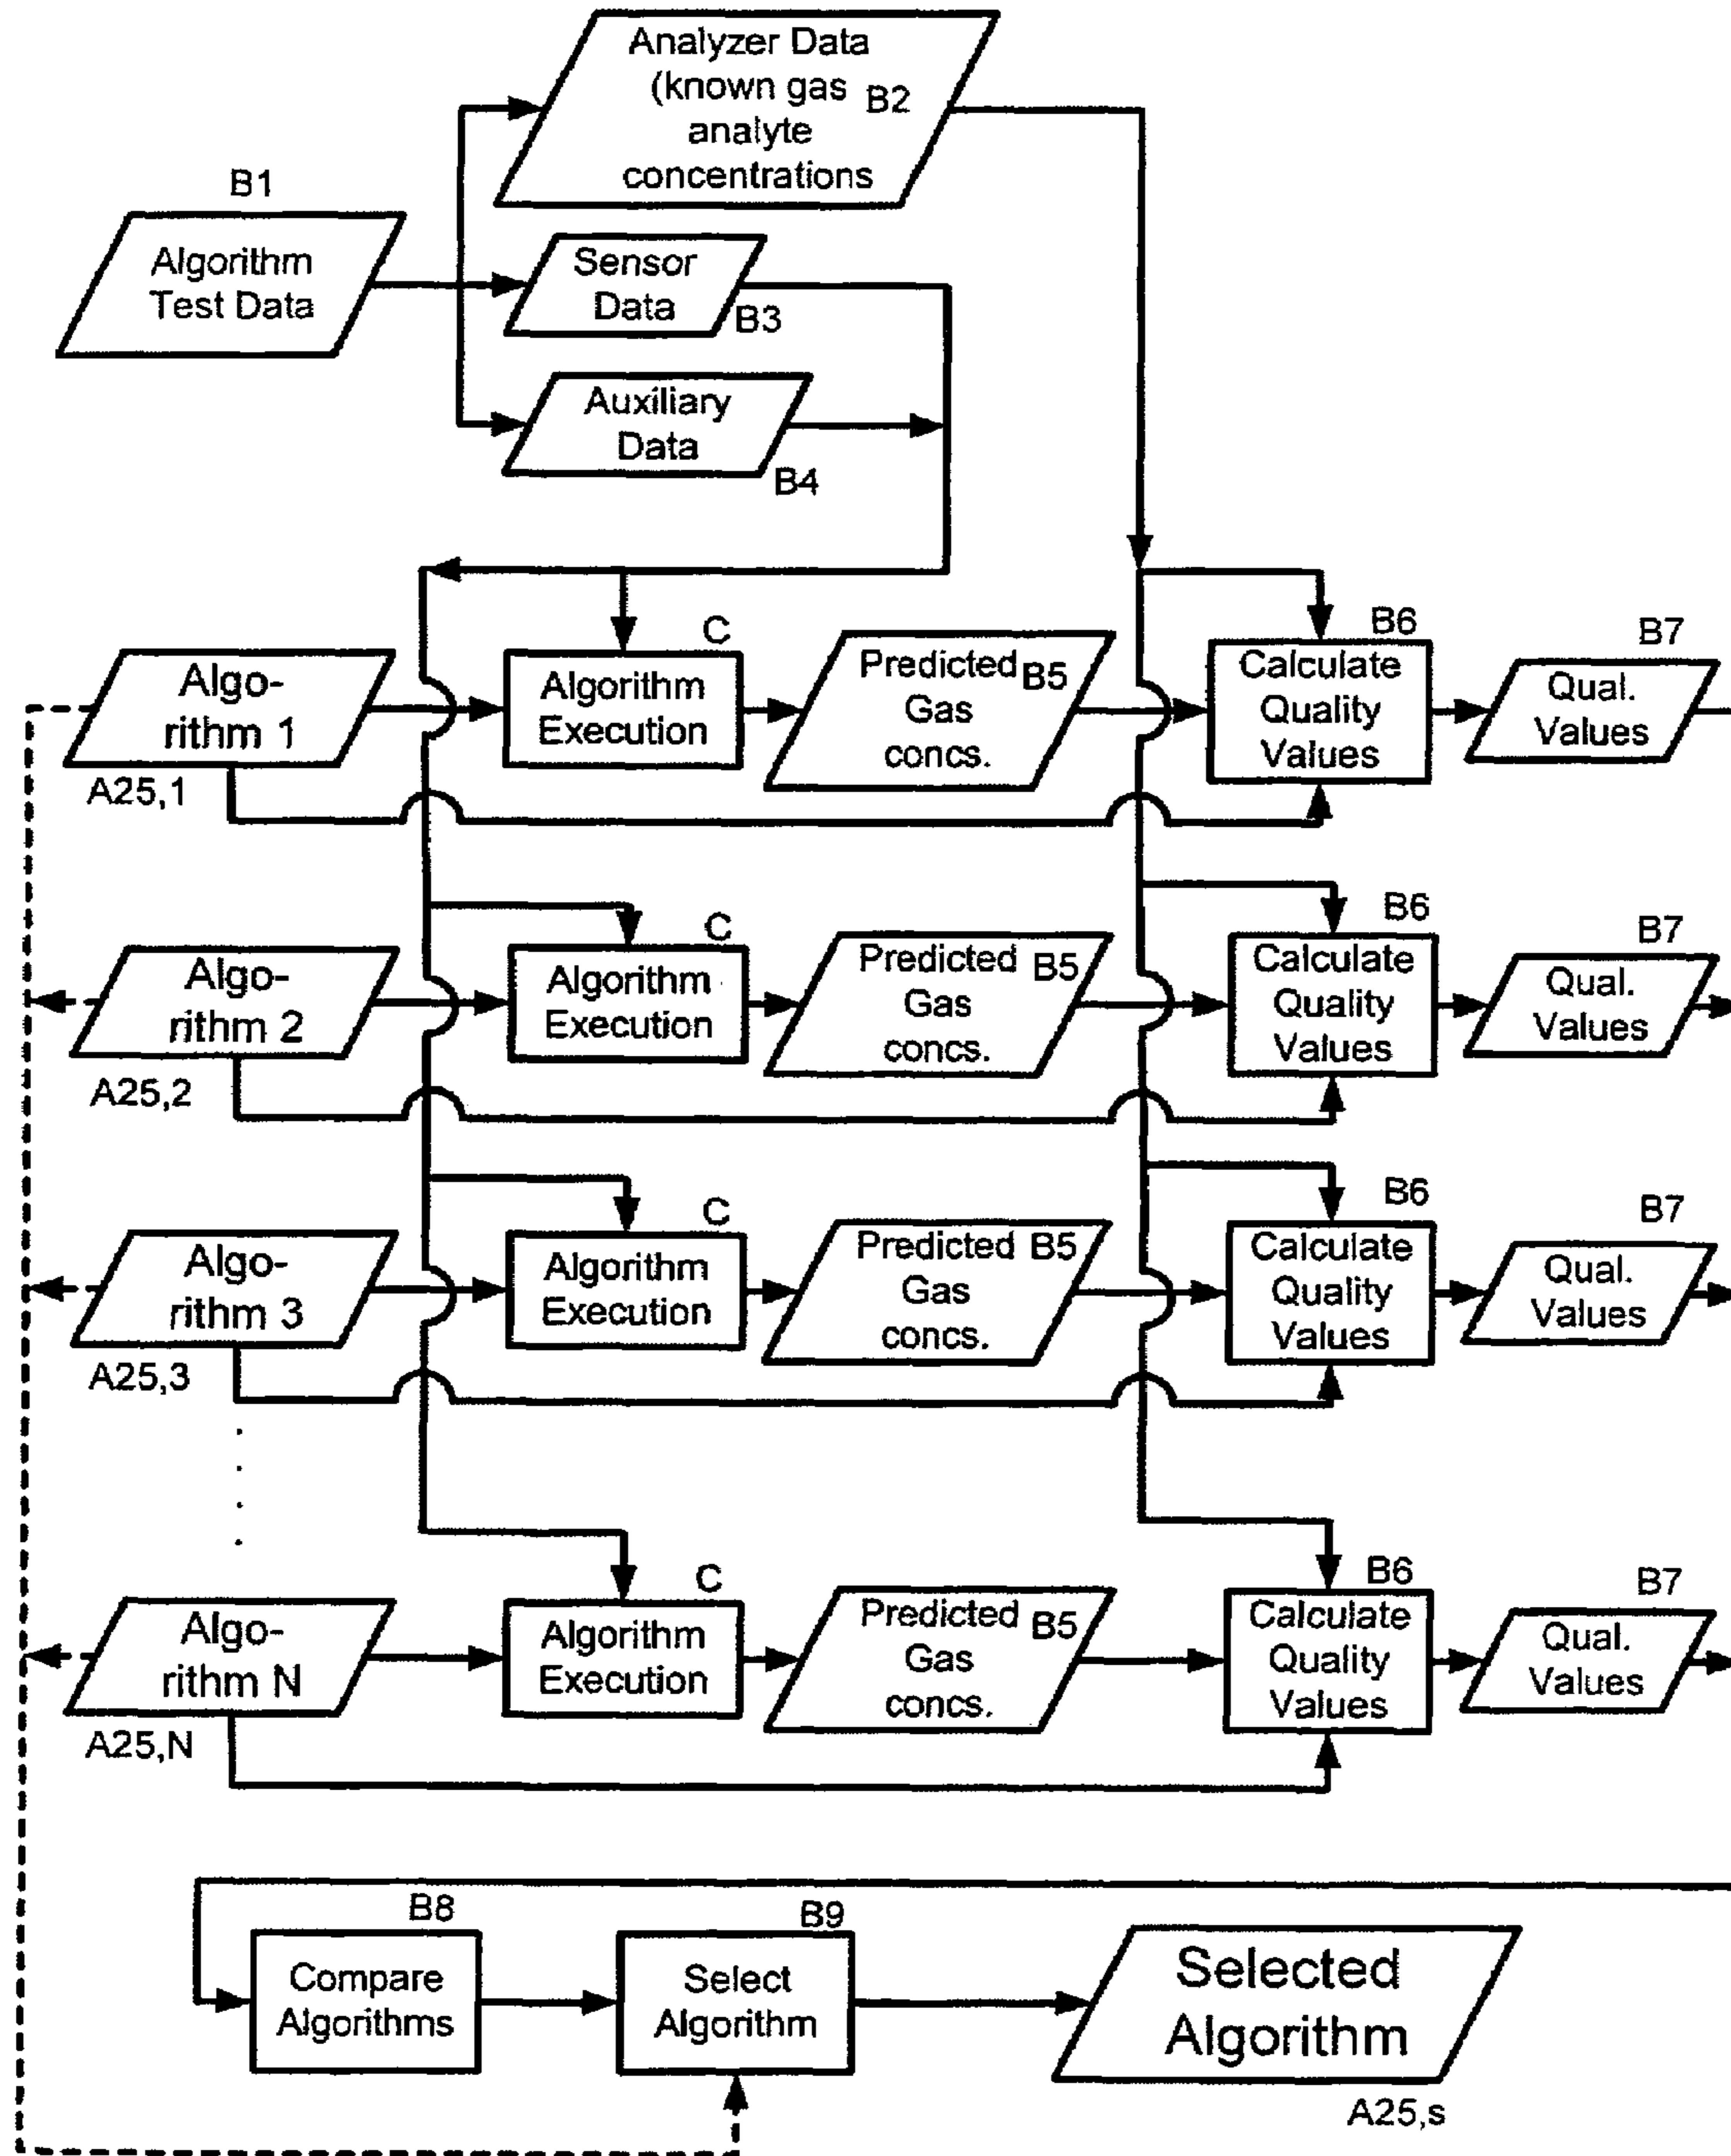 Analyzer Data
(known gas B2
analyte
concentrations
B1
Algorithm
Test Data
Sensor
Data
B3
Auxiliary
Data
B4
Algo-
rithm 1
A25,1
C
Algorithm
Execution
Predicted B5
Gas
concs.
B6
Calculate
Quality
Values
B7
Qual.
Values
Algo-
rithm 2
A25,2
C
Algorithm
Execution
Predicted B5
Gas
concs.
B6
Calculate
Quality
Values
B7
Qual.
Values
Algo-
rithm 3
A25,3
C
Algorithm
Execution
Predicted B5
Gas
concs.
B6
Calculate
Quality
Values
B7
Qual.
Values
Algo-
rithm N
A25,N
C
Algorithm
Execution
Predicted B5
Gas
concs.
B6
Calculate
Quality
Values
B7
Qual.
Values
B8
Compare
Algorithms
B9
Select
Algorithm
Selected
Algorithm
A25,s